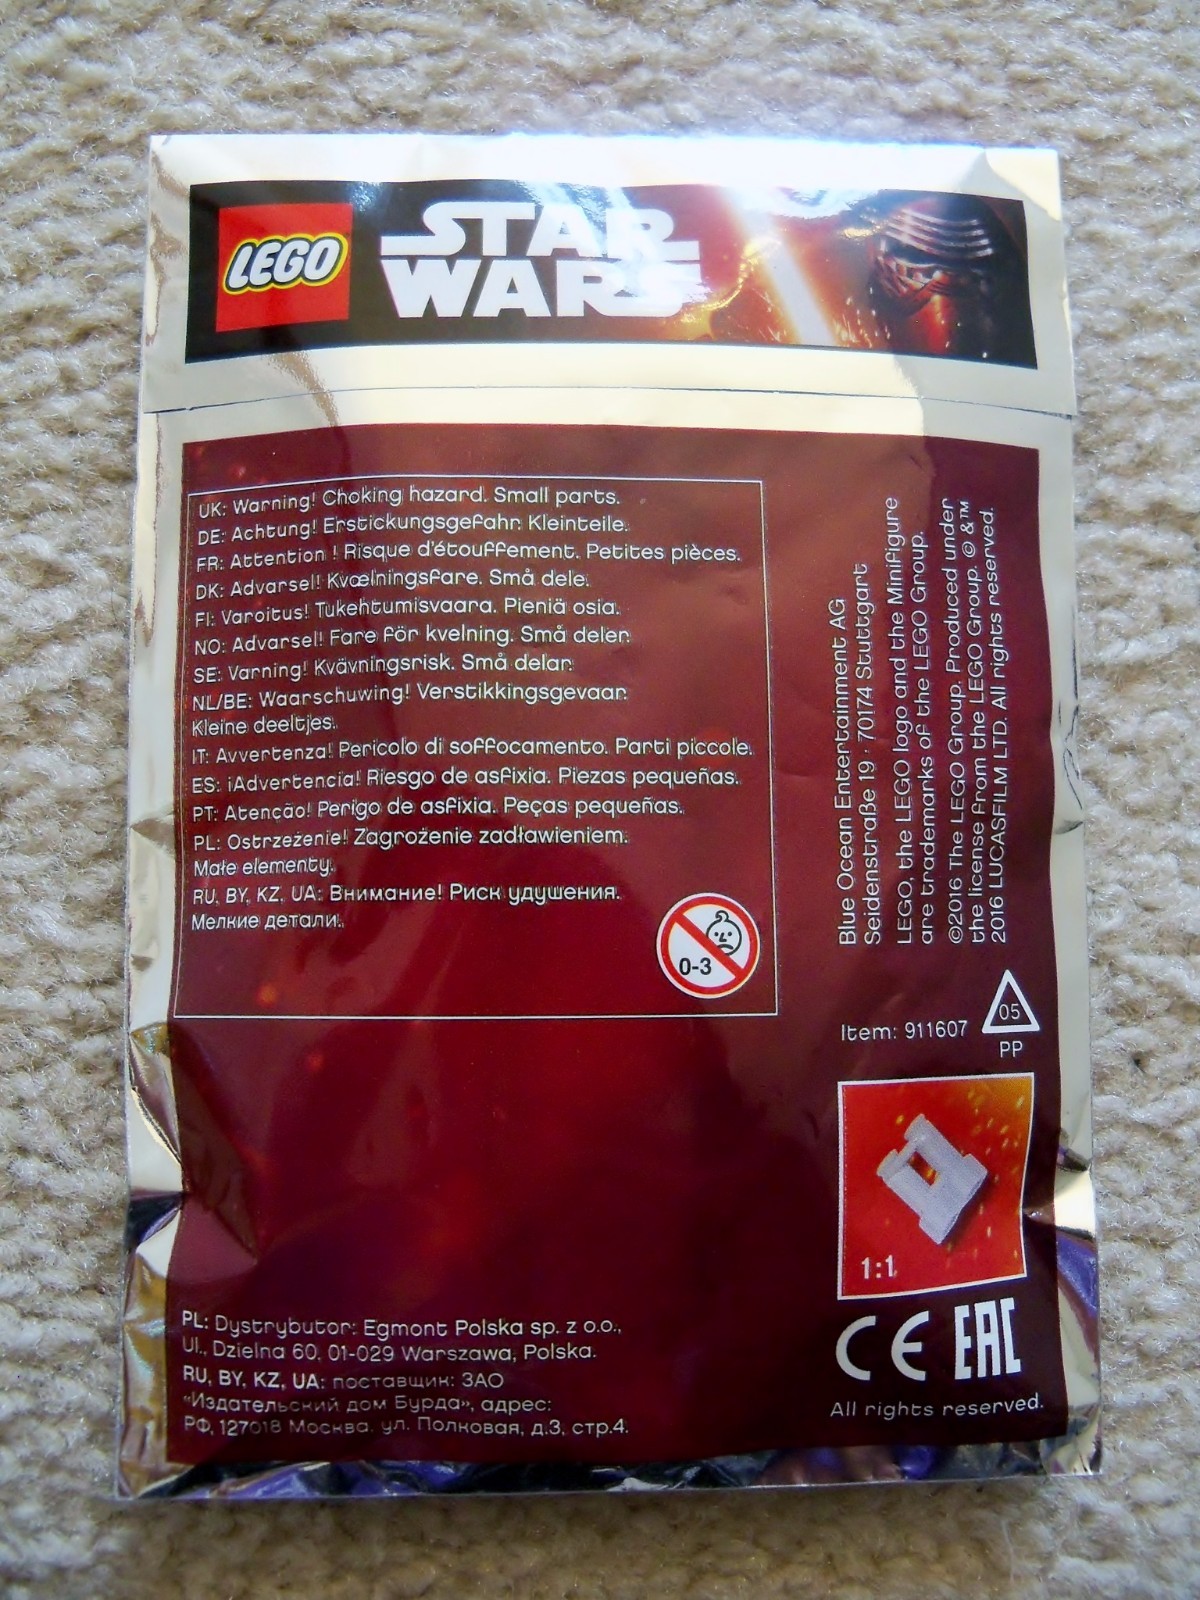 LEGO
STAR
WARS
UK: Warning! Choking hazard. Small parts.
DE: Achtung! Erstickungsgefahr. Kleinteile.
FR: Attention ! Risque d'étouffement. Petites pièces.
DK: Advarsel! Kvælningsfare. Små dele.
FI: Varoitus! Tukehtumisvaara. Pieniä osia.
NO: Advarsel! Fare för kvelning. Små deler.
SE: Varning! Kvävningsrisk. Små delar.
NL/BE: Waarschuwing! Verstikkingsgevaar.
Kleine deeltjes.
IT: Avvertenza! Pericolo di soffocamento. Parti piccole.
ES: ¡Advertencia! Riesgo de asfixia. Piezas pequeñas.
PT: Atenção! Perigo de asfixia. Peças pequeñas.
PL: Ostrzeżenie! Zagrożenie zadławieniem.
Małe elementy.
RU, BY, KZ, UA: Внимание! Риск удушения.
Мелкие детали.
0-3
Blue Ocean Entertainment AG
Seidenstraße 19 · 70174 Stuttgart
LEGO, the LEGO logo and the Minifigure
are trademarks of the LEGO Group.
©2016 The LEGO Group. Produced under
the license from the LEGO Group. © &™
2016 LUCASFILM LTD. All rights reserved.
Item: 911607
05
PP
1:1
CE EAC
All rights reserved.
PL: Dystrybutor: Egmont Polska sp. z o.o.,
Ul., Dzielna 60, 01-029 Warszawa, Polska.
RU, BY, KZ, UA: поставщик: ЗАО
«Издательский дом Бурда», адрес:
РФ, 127018 Москва, ул. Полковая, д.3, стр.4.